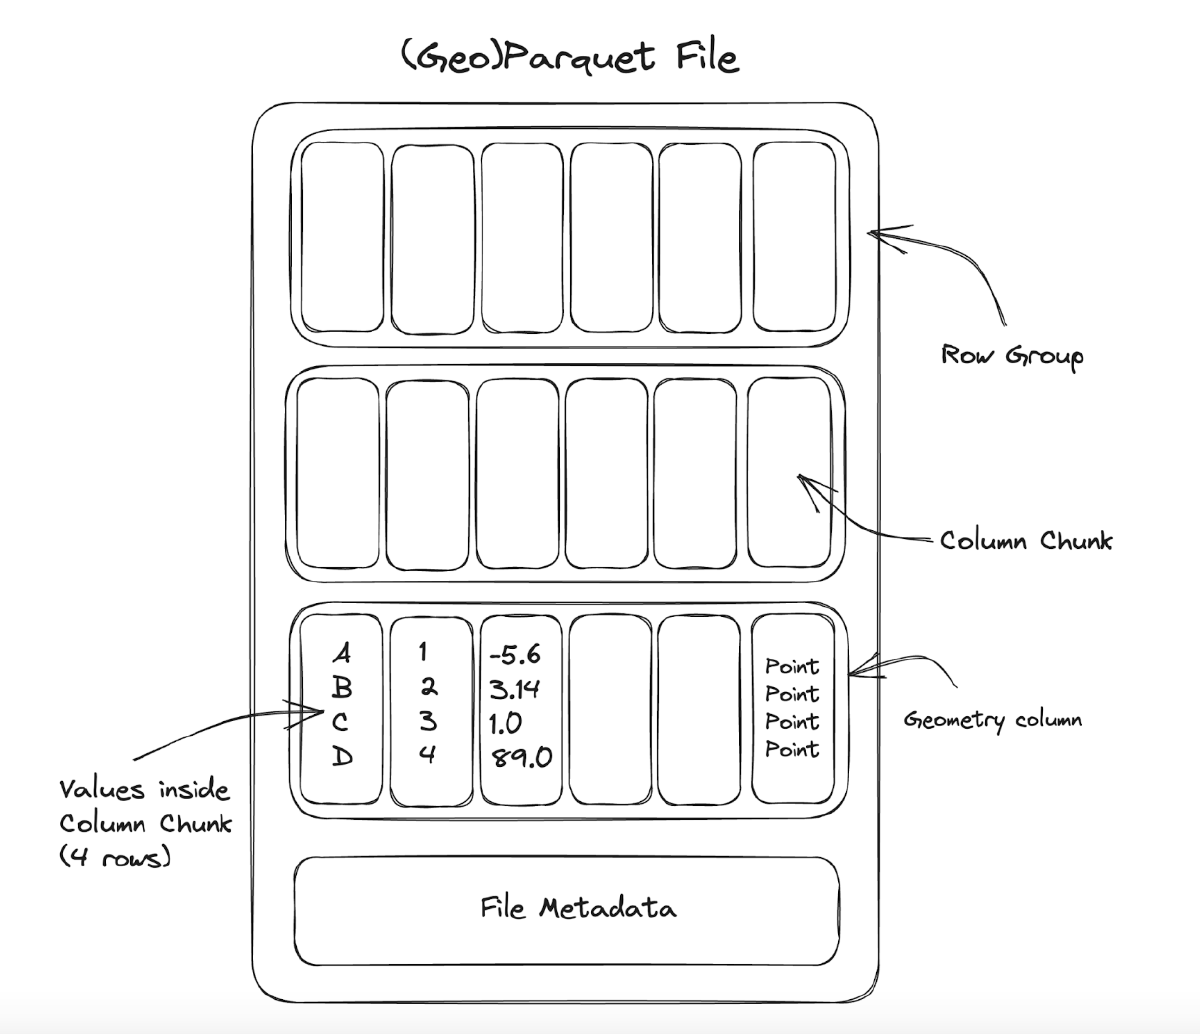 (Geo)Parquet File
Row Group
Column Chunk
A 1 -5.6 Point
B 2 3.14 Point
C 3 1.0 Point
D 4 89.0 Point
Geometry column
Values inside
Column Chunk
(4 rows)
File Metadata